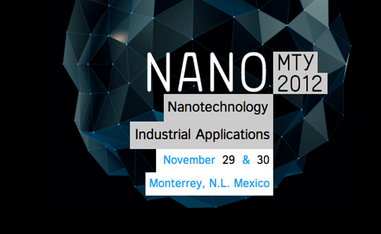 NANO MTY
2012
Nanotechnology
Industrial Applications
November 29 & 30
Monterrey, N.L. Mexico